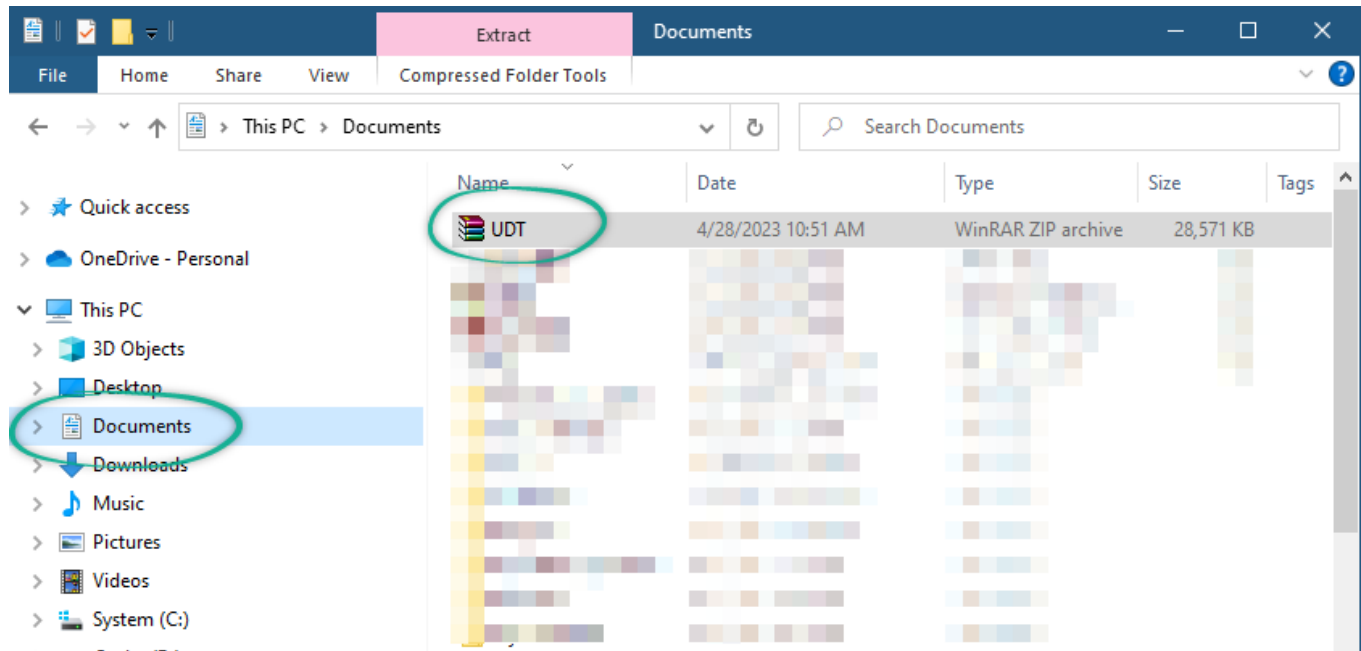 Extract Documents
File Home Share View Compressed Folder Tools
This PC > Documents Search Documents
Name Date Type Size Tags
Quick access
UDT 4/28/2023 10:51 AM WinRAR ZIP archive 28,571 KB
OneDrive - Personal
This PC
3D Objects
Desktop
Documents
Downloads
Music
Pictures
Videos
System (C:)